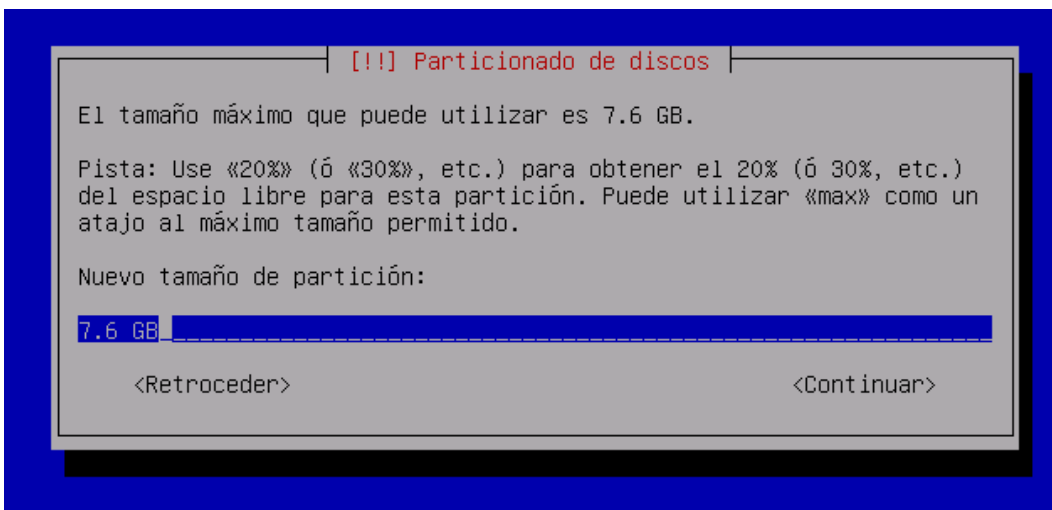 [!!] Particionado de discos
El tamaño máximo que puede utilizar es 7.6 GB.
Pista: Use «20%» (ó «30%», etc.) para obtener el 20% (ó 30%, etc.)
del espacio libre para esta partición. Puede utilizar «max» como un
atajo al máximo tamaño permitido.
Nuevo tamaño de partición:
7.6 GB
<Retroceder> <Continuar>